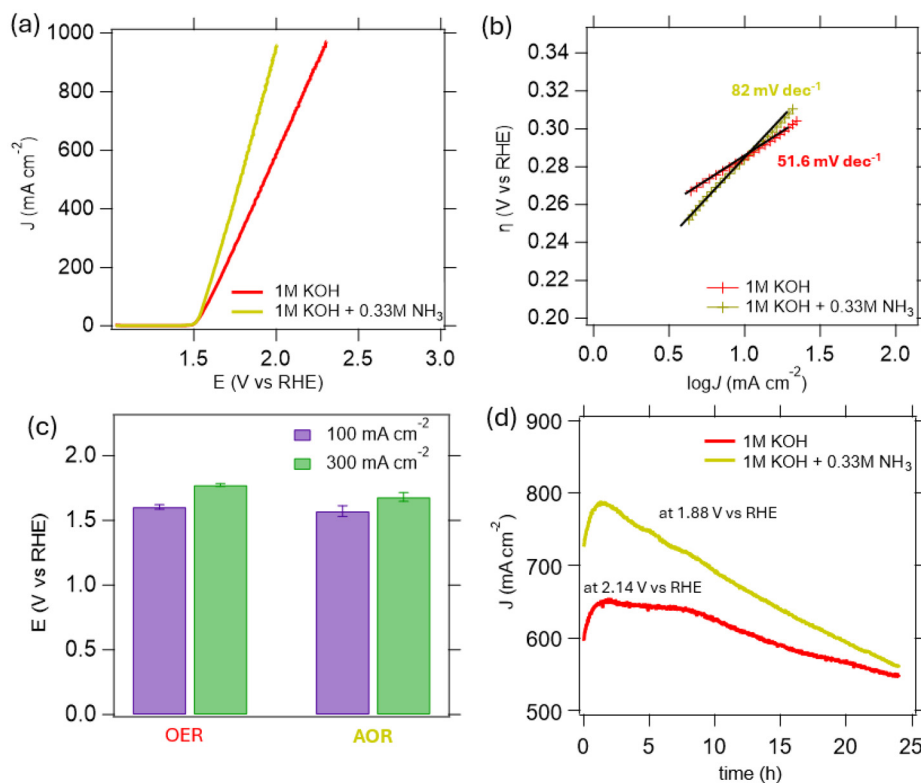 (a)
1000
800
600
400
200
0
J (mA cm⁻²)
1M KOH
1M KOH + 0.33M NH₃
1.5
2.0
2.5
3.0
E (V vs RHE)
(b)
0.34
0.32
0.30
0.28
0.26
0.24
0.22
0.20
η (V vs RHE)
82 mV dec⁻¹
51.6 mV dec⁻¹
1M KOH
1M KOH + 0.33M NH₃
0.0
0.5
1.0
1.5
2.0
logJ (mA cm⁻²)
(c)
2.0
1.5
1.0
0.5
0.0
E (V vs RHE)
100 mA cm⁻²
300 mA cm⁻²
OER
AOR
(d)
900
800
700
600
500
J (mA cm⁻²)
1M KOH
1M KOH + 0.33M NH₃
at 1.88 V vs RHE
at 2.14 V vs RHE
0
5
10
15
20
25
time (h)